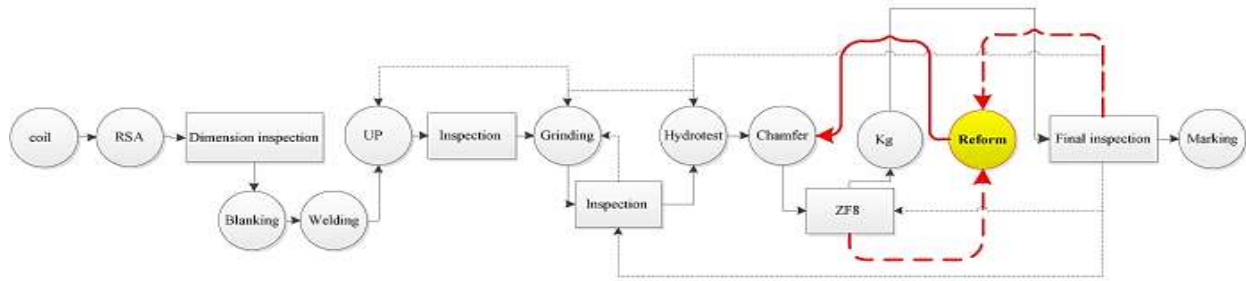 coil
RSA
Dimension inspection
Blanking
Welding
UP
Inspection
Grinding
Inspection
Hydrotest
Chamfer
ZF8
Kg
Reform
Final inspection
Marking